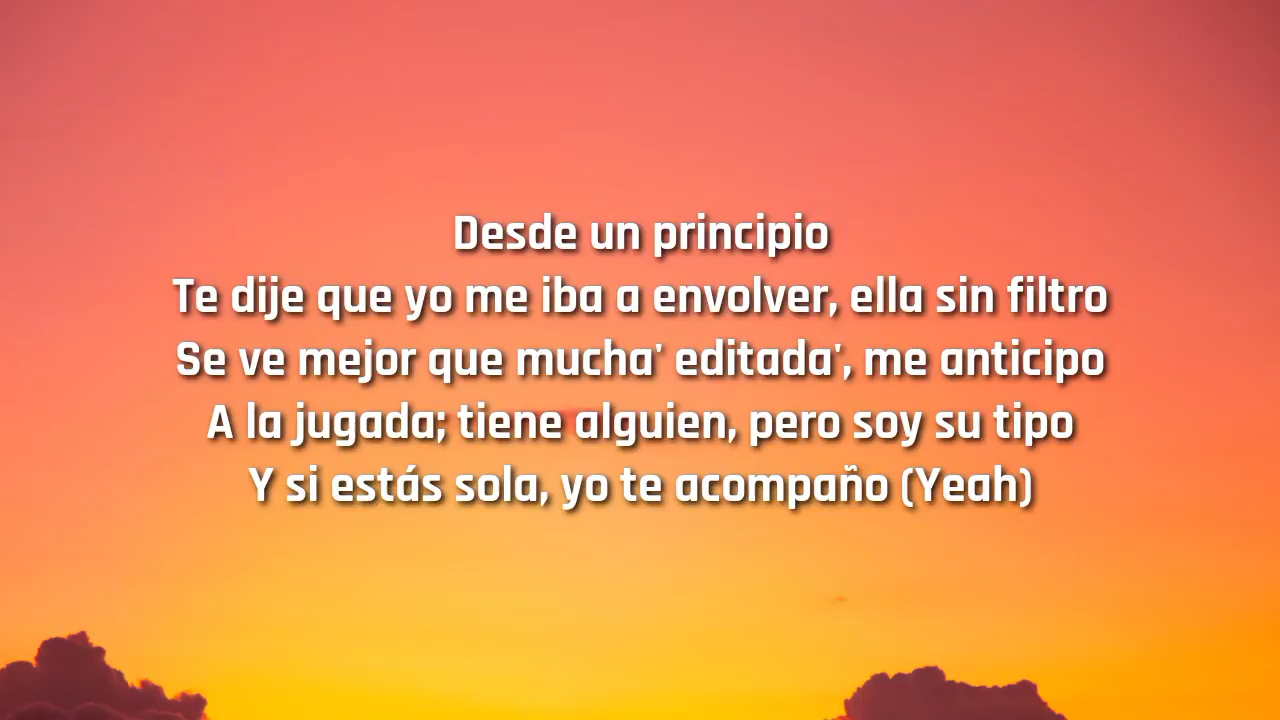 Desde un principio
Te dije que yo me iba a envolver, ella sin filtro
Se ve mejor que mucha' editada', me anticipo
A la jugada; tiene alguien, pero soy su tipo
Y si estás sola, yo te acompaño (Yeah)